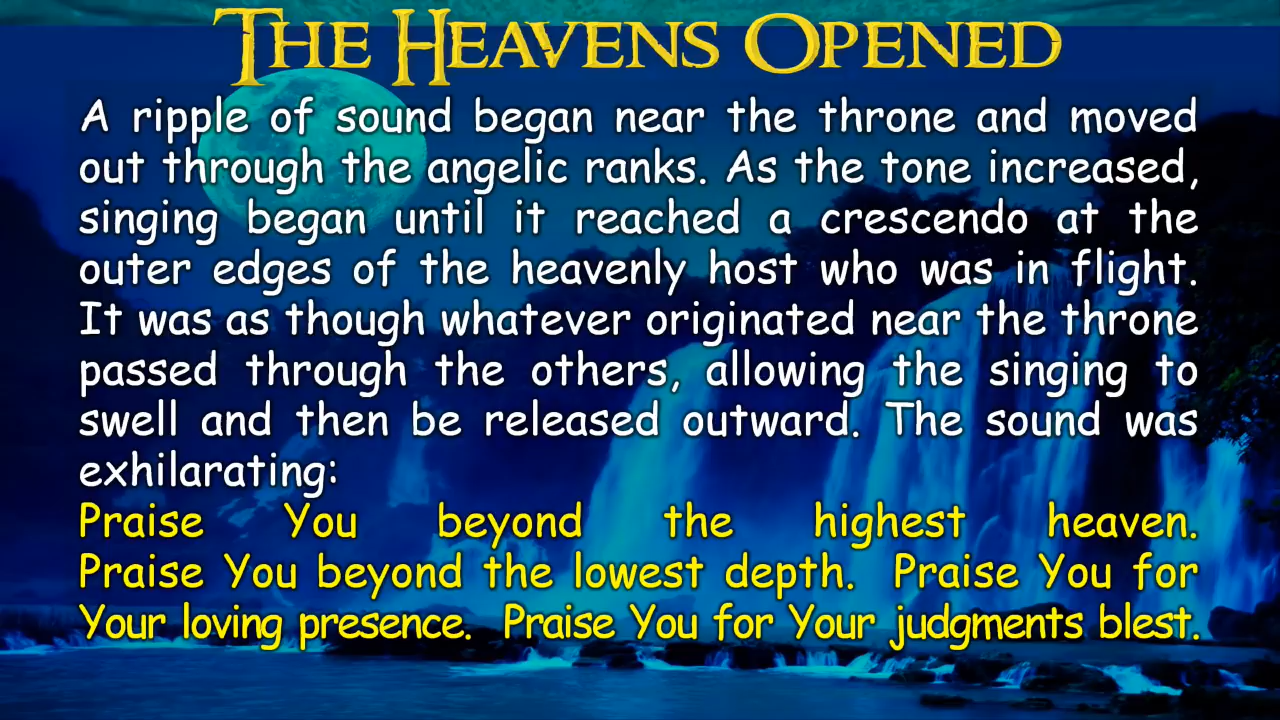 THE HEAVENS OPENED
A ripple of sound began near the throne and moved
out through the angelic ranks. As the tone increased,
singing began until it reached a crescendo at the
outer edges of the heavenly host who was in flight.
It was as though whatever originated near the throne
passed through the others, allowing the singing to
swell and then be released outward. The sound was
exhilarating:
Praise You beyond the highest heaven.
Praise You beyond the lowest depth. Praise You for
Your loving presence. Praise You for Your judgments blest.